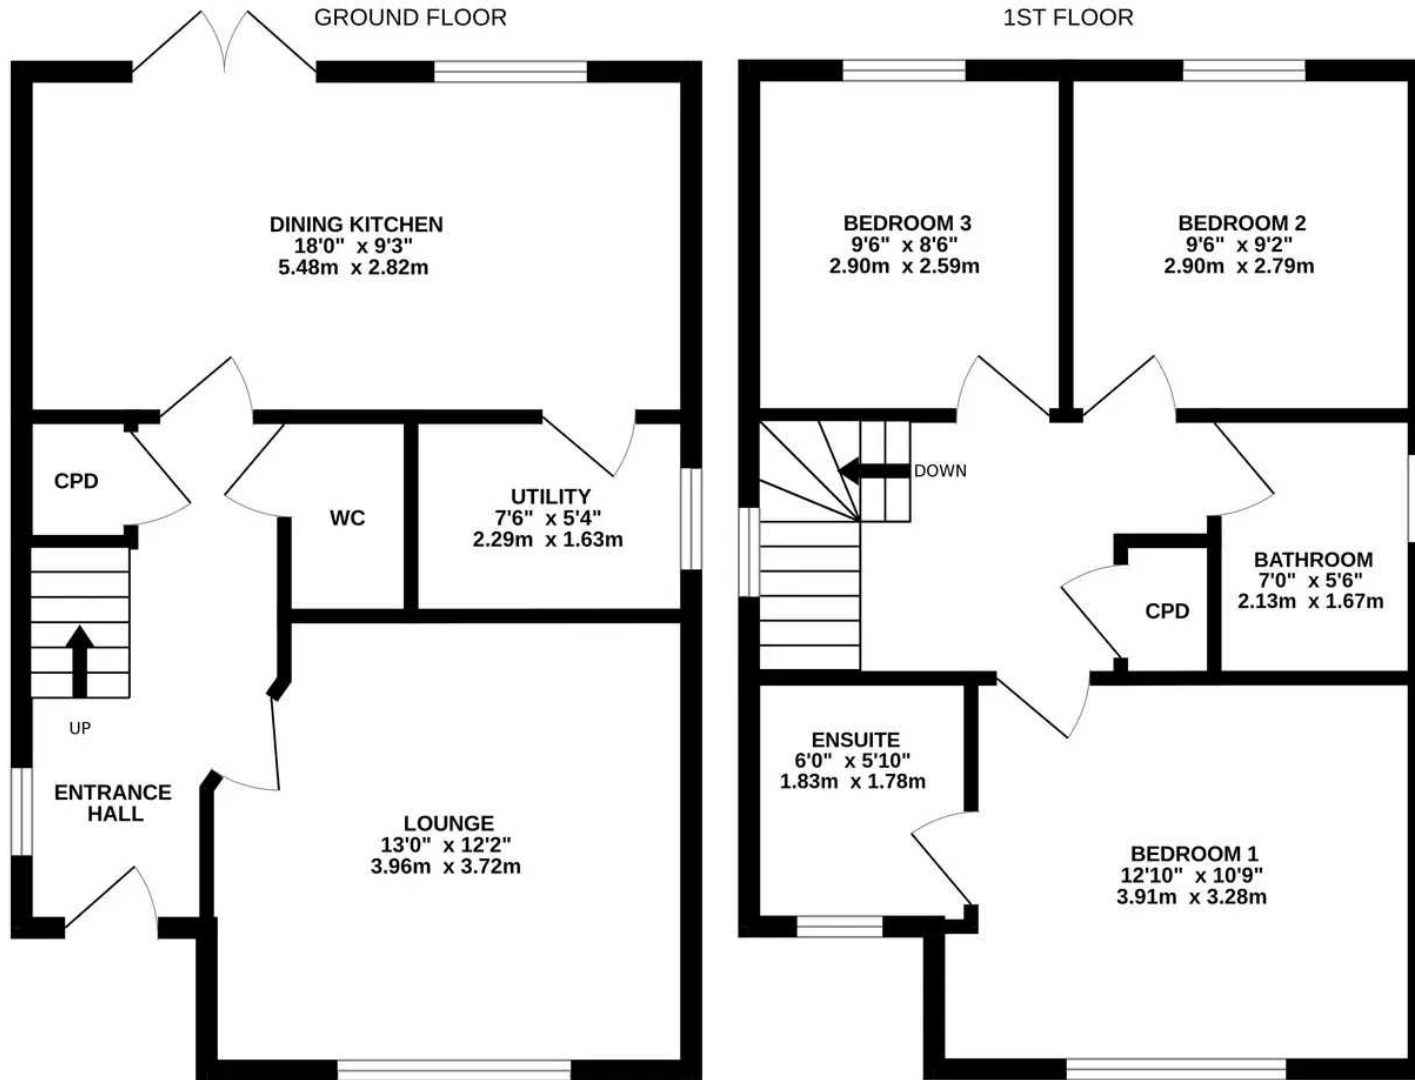 GROUND FLOOR
DINING KITCHEN
18'0" x 9'3"
5.48m x 2.82m
CPD
WC
UTILITY
7'6" x 5'4"
2.29m x 1.63m
UP
ENTRANCE
HALL
LOUNGE
13'0" x 12'2"
3.96m x 3.72m
1ST FLOOR
BEDROOM 3
9'6" x 8'6"
2.90m x 2.59m
BEDROOM 2
9'6" x 9'2"
2.90m x 2.79m
DOWN
BATHROOM
7'0" x 5'6"
2.13m x 1.67m
CPD
ENSUITE
6'0" x 5'10"
1.83m x 1.78m
BEDROOM 1
12'10" x 10'9"
3.91m x 3.28m